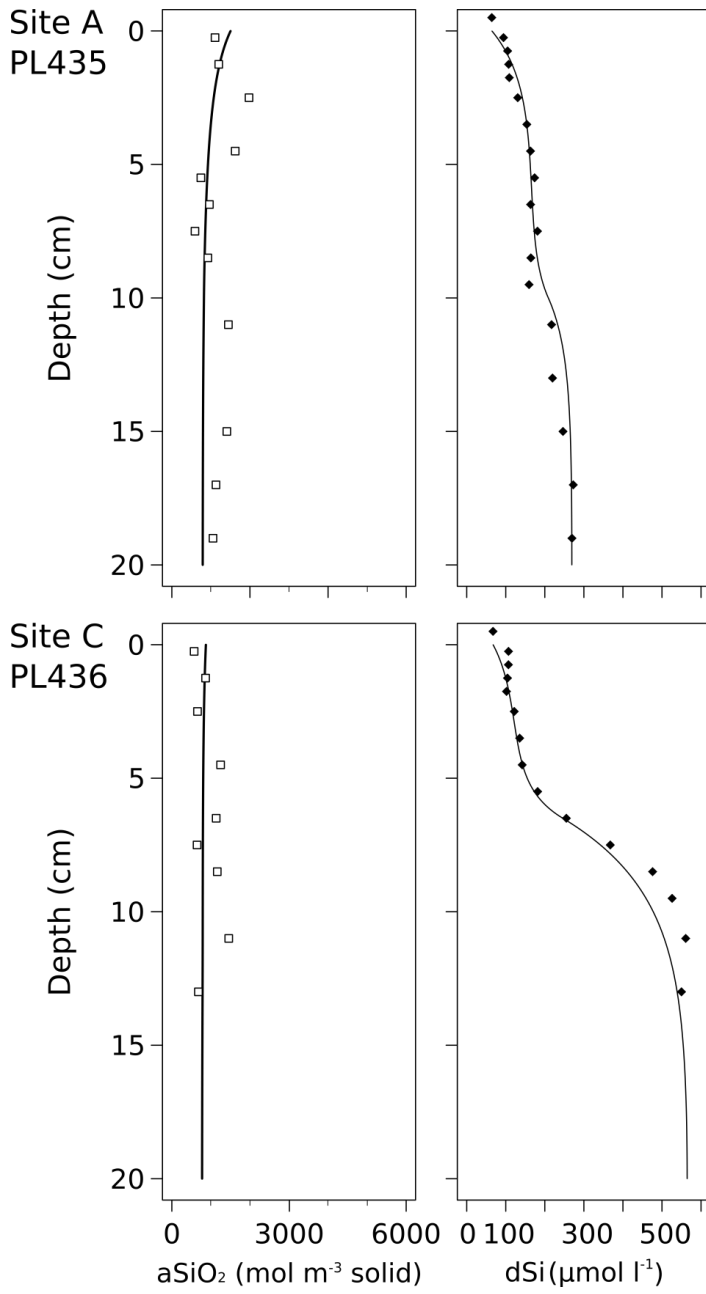 Site A
PL435
0
5
10
15
20
Depth (cm)
Site C
PL436
0
5
10
15
20
Depth (cm)
0 3000 6000
aSiO₂ (mol m⁻³ solid)
0 100 300 500
dSi(μmol l⁻¹)